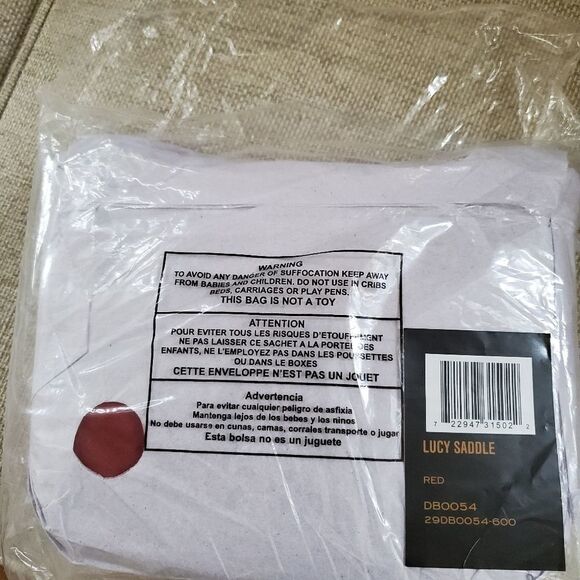 WARNING
TO AVOID ANY DANGER OF SUFFOCATION KEEP AWAY
FROM BABIES AND CHILDREN. DO NOT USE IN CRIBS
BEDS, CARRIAGES OR PLAY PENS.
THIS BAG IS NOT A TOY
ATTENTION
POUR EVITER TOUS LES RISQUES D'ETOUFFEMENT
NE PAS LAISSER CE SACHET A LA PORTEE DES
ENFANTS, NE L'EMPLOYEZ PAS DANS LES POUSSETTES
OU DANS LE BOXES
CETTE ENVELOPPE N'EST PAS UN JOUET
Advertencia
Para evitar cualquier peligro de asfixia
Mantenga lejos de los bebes y los ninos
No debe usarse en cunas, camas, corrales transporte o jugar
Esta bolsa no es un juguete
7 22947 31502 2
LUCY SADDLE
RED
DB0054
29DB0054-600